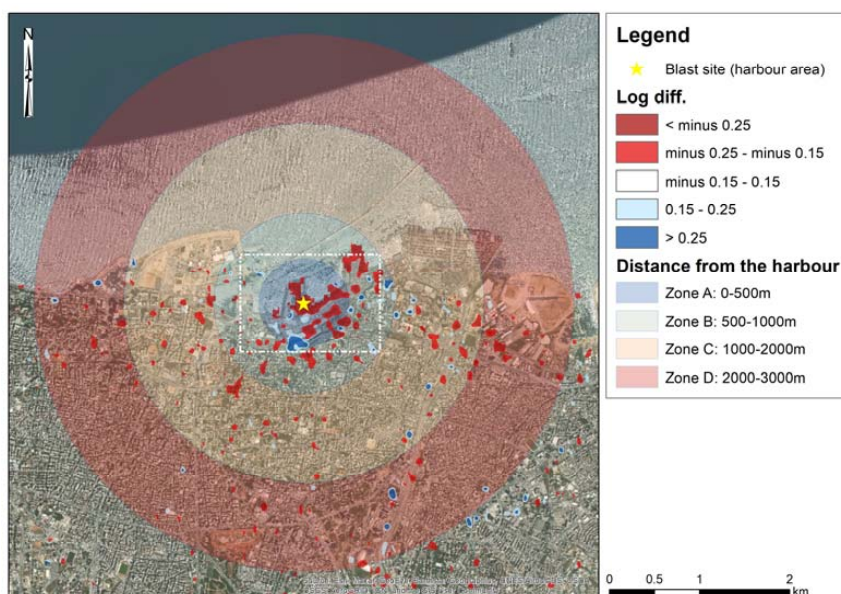 Legend
Blast site (harbour area)
Log diff.
< minus 0.25
minus 0.25 - minus 0.15
minus 0.15 - 0.15
0.15 - 0.25
> 0.25
Distance from the harbour
Zone A: 0-500m
Zone B: 500-1000m
Zone C: 1000-2000m
Zone D: 2000-3000m
0 0.5 1 2
km